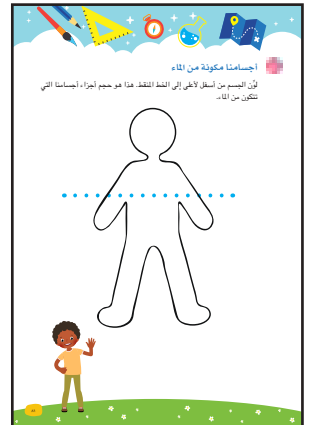 أجسامنا مكونة من الماء
لوِّن الجسم من أسفل لأعلى إلى الخط المنقط. هذا هو حجم أجزاء أجسامنا التي
تتكون من الماء.